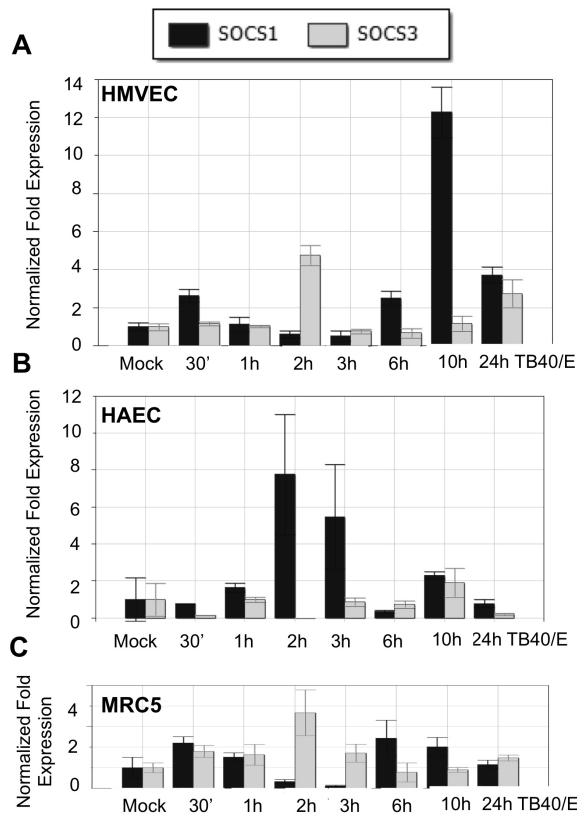 SOCS1 SOCS3
A
HMVEC
Normalized Fold Expression
14
12
10
8
6
4
2
0
Mock 30' 1h 2h 3h 6h 10h 24h TB40/E
B
HAEC
Normalized Fold Expression
12
10
8
6
4
2
0
Mock 30' 1h 2h 3h 6h 10h 24h TB40/E
C
MRC5
Normalized Fold
Expression
4
2
0
Mock 30' 1h 2h 3h 6h 10h 24h TB40/E